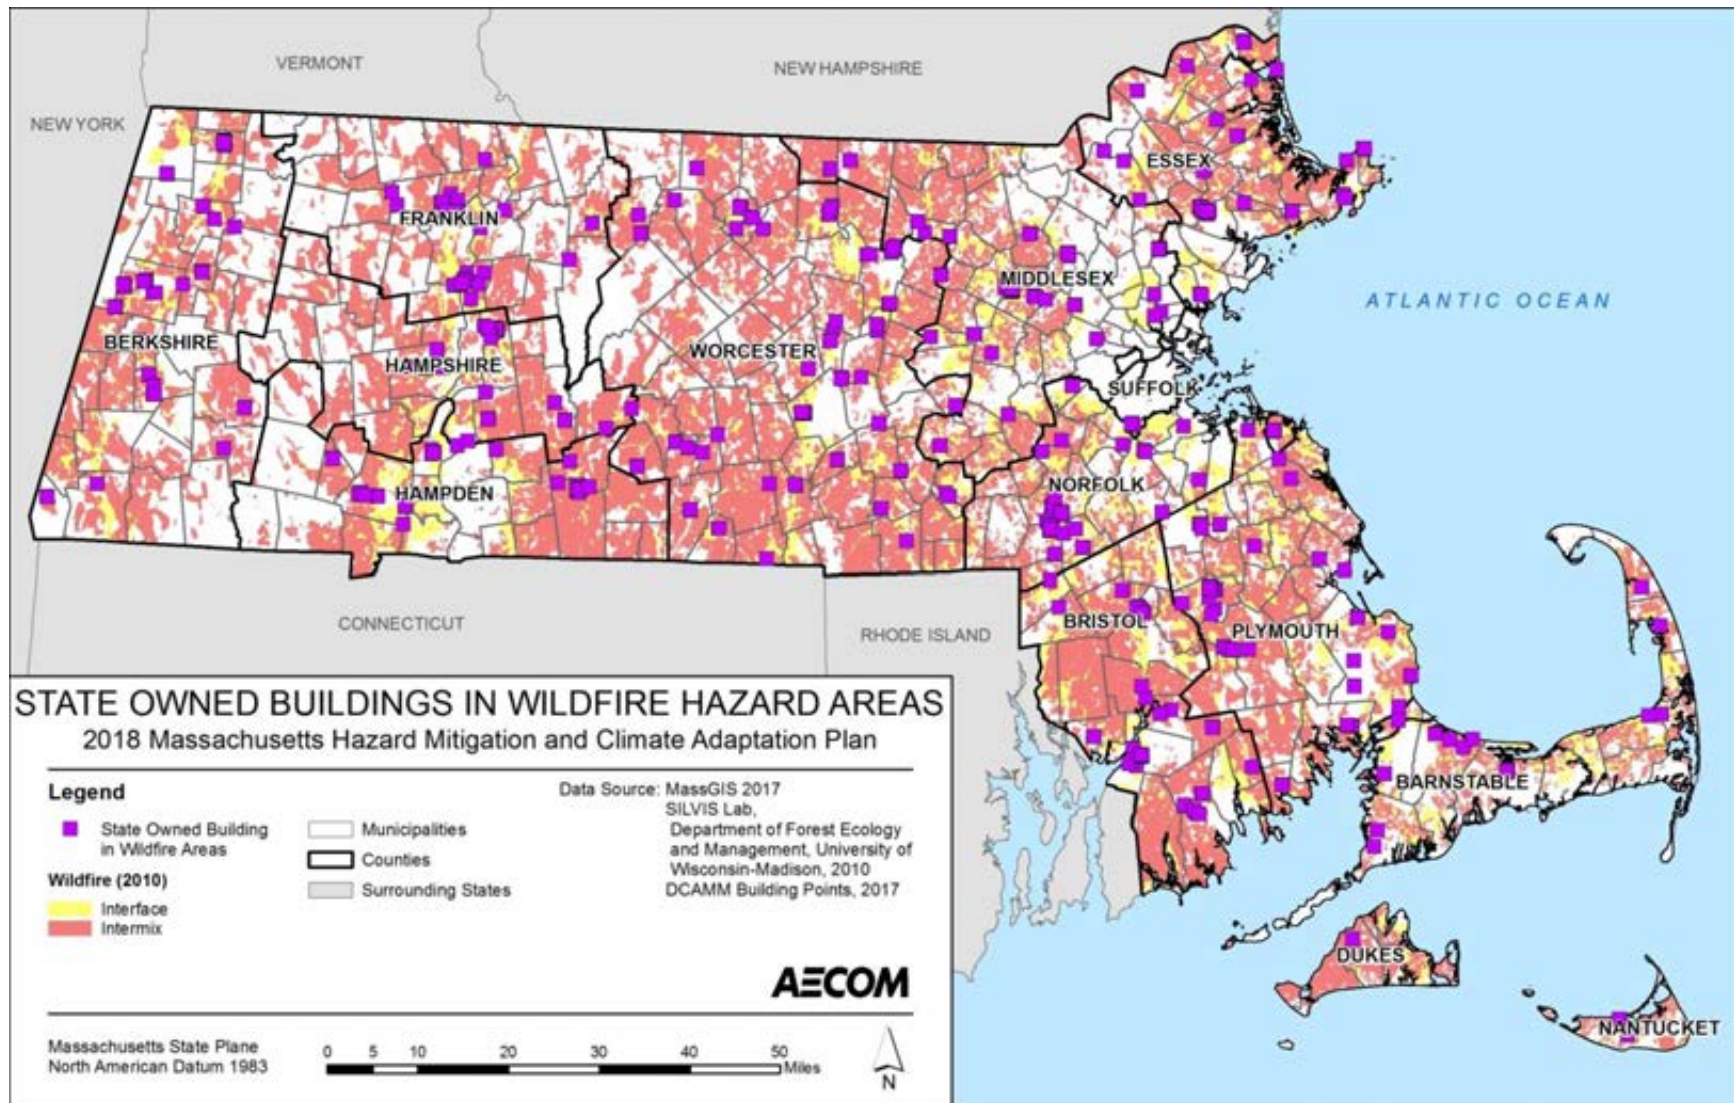 VERMONT
NEW HAMPSHIRE
NEW YORK
ESSEX
FRANKLIN
MIDDLESEX
ATLANTIC OCEAN
BERKSHIRE
HAMPSHIRE
WORCESTER
SUFFOLK
HAMPDEN
NORFOLK
CONNECTICUT
RHODE ISLAND
BRISTOL
PLYMOUTH
BARNSTABLE
DUKES
NANTUCKET
STATE OWNED BUILDINGS IN WILDFIRE HAZARD AREAS
2018 Massachusetts Hazard Mitigation and Climate Adaptation Plan
Legend
State Owned Building
in Wildfire Areas
Wildfire (2010)
Interface
Intermix
Municipalities
Counties
Surrounding States
Data Source: MassGIS 2017
SILVIS Lab,
Department of Forest Ecology
and Management, University of
Wisconsin-Madison, 2010
DCAMM Building Points, 2017
AECOM
Massachusetts State Plane
North American Datum 1983
0 5 10 20 30 40 50
Miles
N